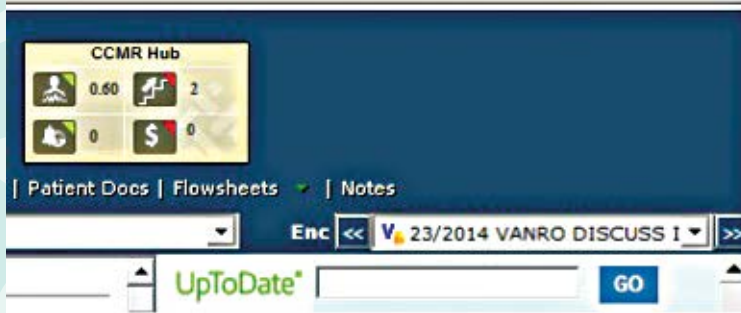 CCMR Hub
0.60 2
0 $ 0
| Patient Docs | Flowsheets | Notes
Enc << V 23/2014 VANRO DISCUSS I >>
UpToDate® GO